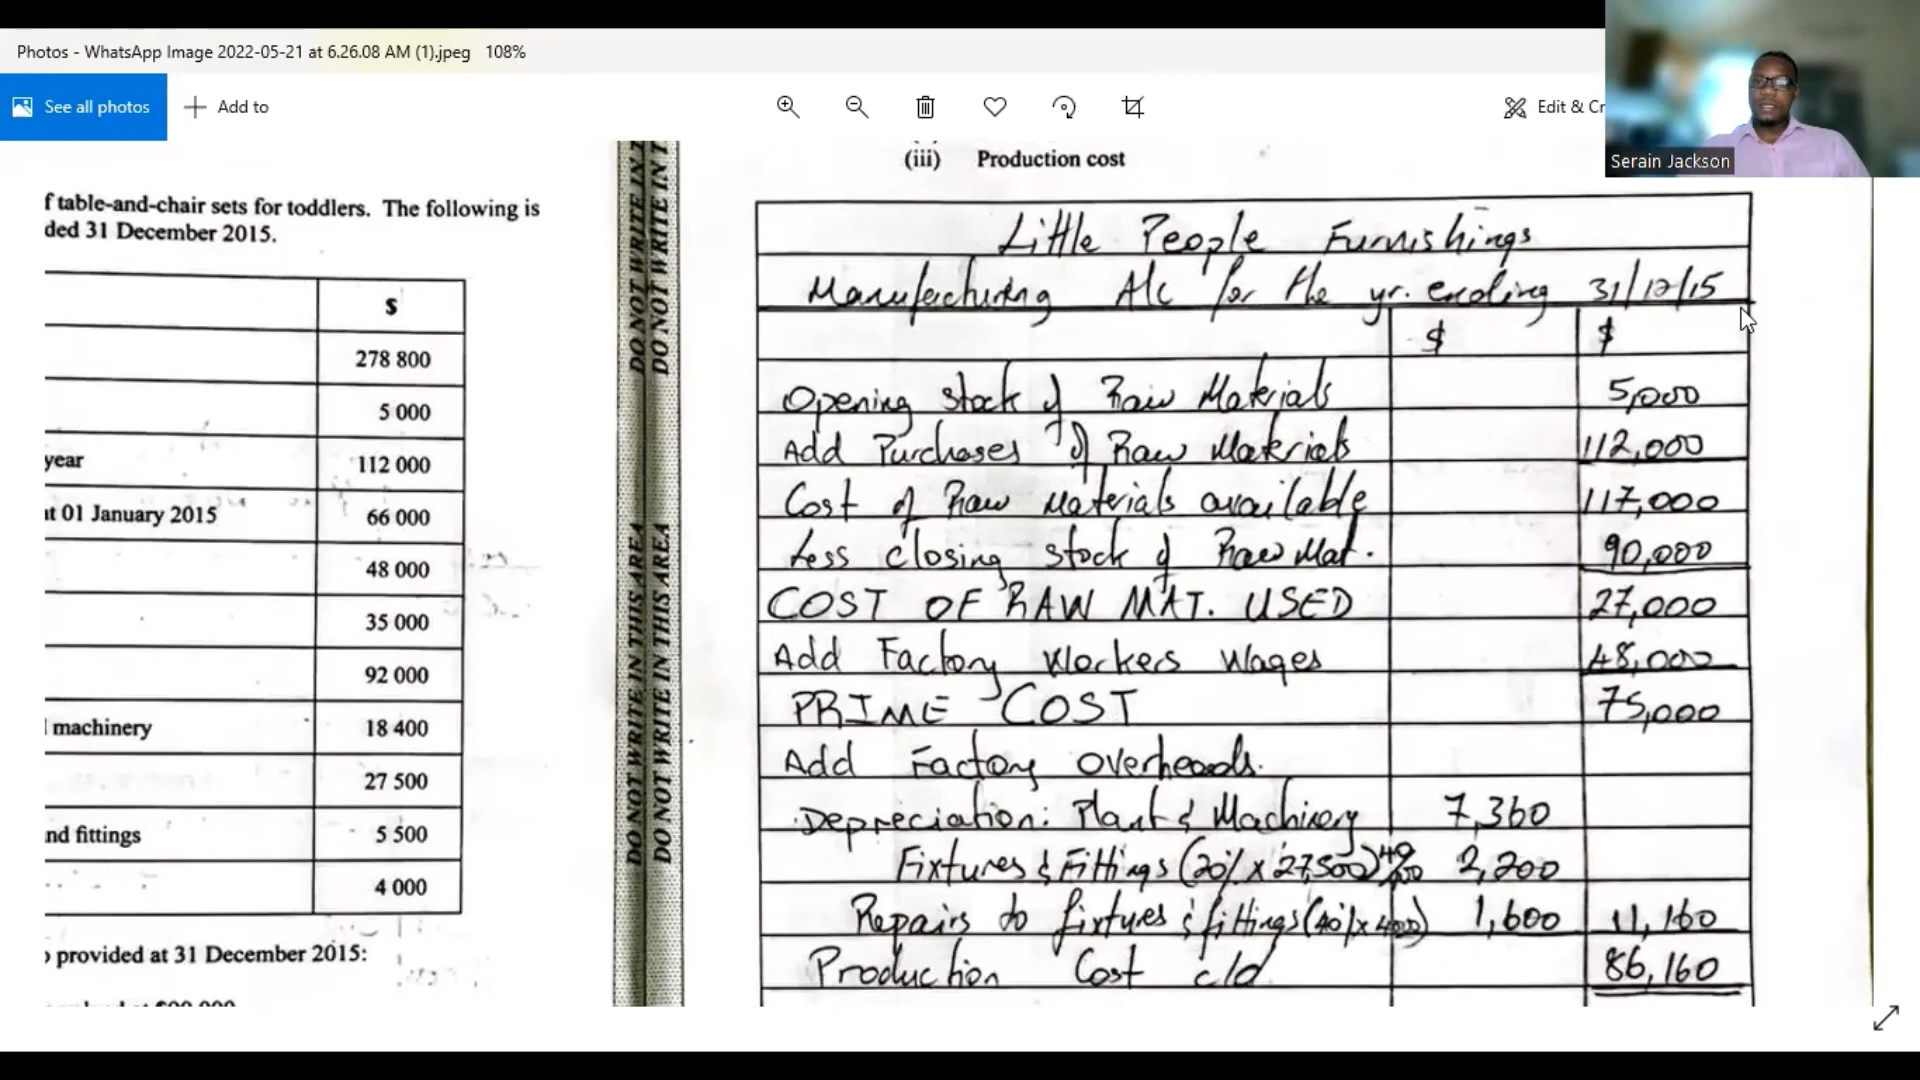 Photos - WhatsApp Image 2022-05-21 at 6.26.08 AM (1).jpeg 108%
See all photos
Add to
Edit & Cr
Serain Jackson
f table-and-chair sets for toddlers. The following is
ded 31 December 2015.
$
278 800
5 000
year 112 000
at 01 January 2015 66 000
48 000
35 000
92 000
machinery 18 400
27 500
nd fittings 5 500
4 000
provided at 31 December 2015:
DO NOT WRITE IN T
DO NOT WRITE IN T
DO NOT WRITE IN THIS AREA
DO NOT WRITE IN THIS AREA
(iii) Production cost
Little People Furnishings
Manufacturing A/c for the yr. ending 31/12/15
$ $
Opening stock of Raw Materials 5,000
Add Purchases of Raw Materials 112,000
Cost of Raw Materials available 117,000
Less closing stock of Raw Mat. 90,000
COST OF RAW MAT. USED 27,000
Add Factory Workers Wages 48,000
PRIME COST 75,000
Add Factory overheads.
Depreciation: Plant & Machinery 7,360
Fixtures & Fittings (20% x 27,500) 2,200
Repairs to fixtures & fittings (40% x 4000) 1,600 11,160
Production Cost c/d 86,160